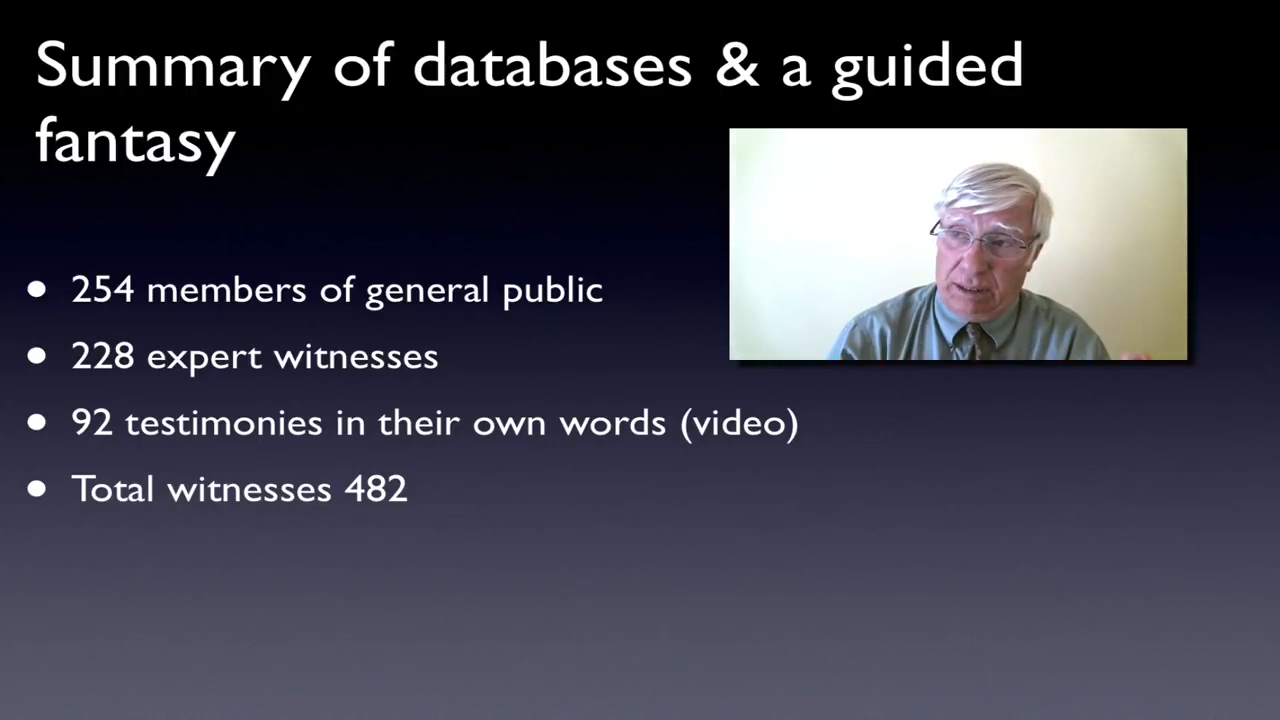 Summary of databases & a guided
fantasy
• 254 members of general public
• 228 expert witnesses
• 92 testimonies in their own words (video)
• Total witnesses 482